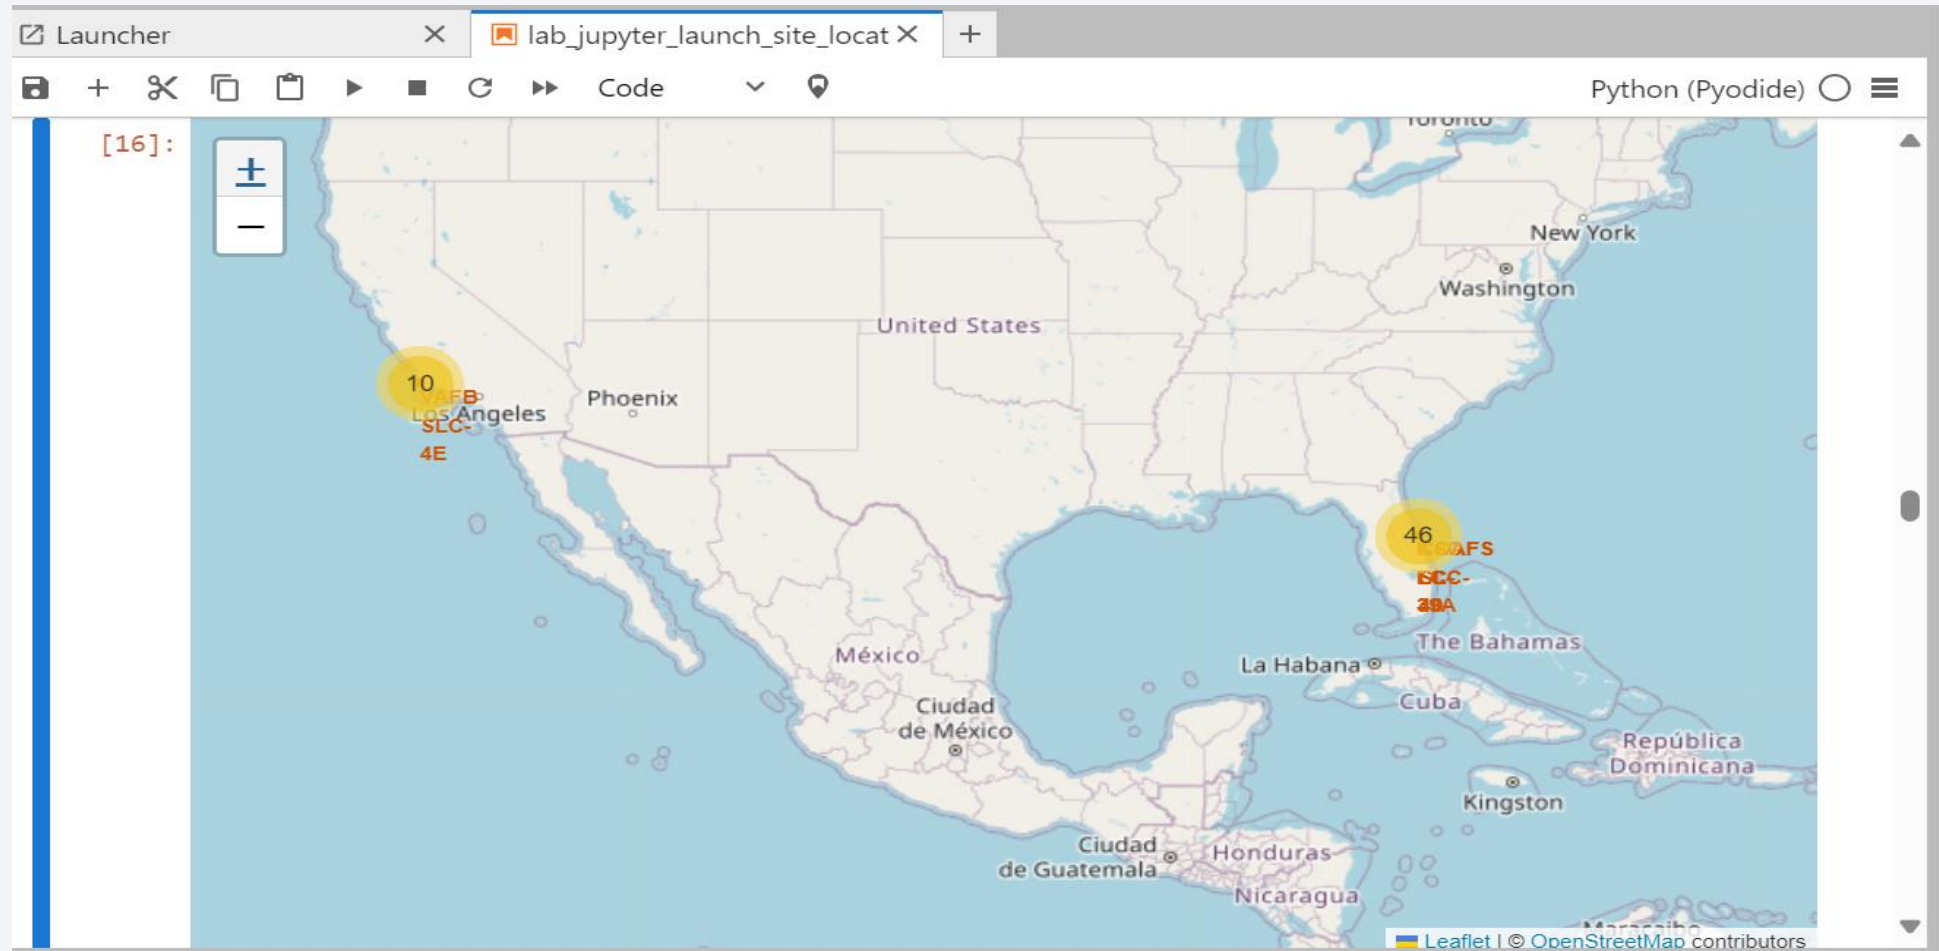 Launcher
lab_jupyter_launch_site_locat
Code
Python (Pyodide)
[16]:
+
−
Toronto
New York
Washington
United States
10
VAFB
SLC-
4E
Los Angeles
Phoenix
46
The Bahamas
La Habana
Cuba
México
Ciudad
de México
República
Dominicana
Kingston
Ciudad
de Guatemala
Honduras
Nicaragua
Maracaibo
Leaflet | © OpenStreetMap contributors